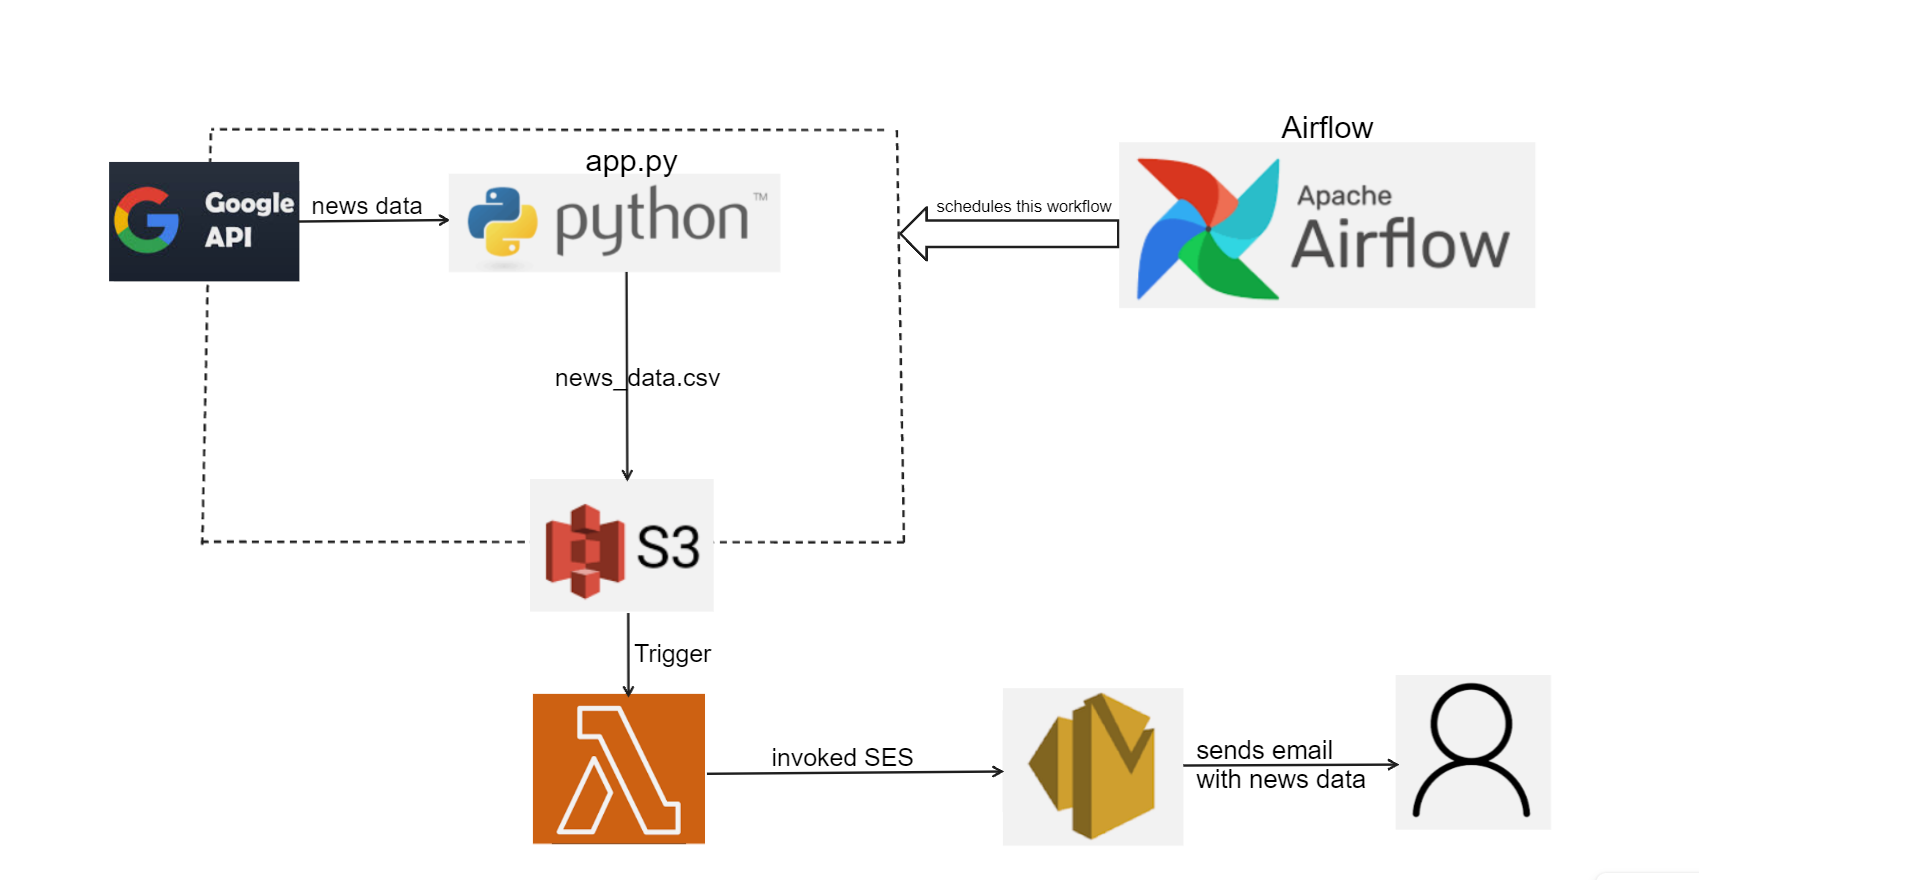 Airflow
app.py
Google
API
news data
python™
schedules this workflow
Apache
Airflow
news_data.csv
S3
Trigger
invoked SES
sends email
with news data